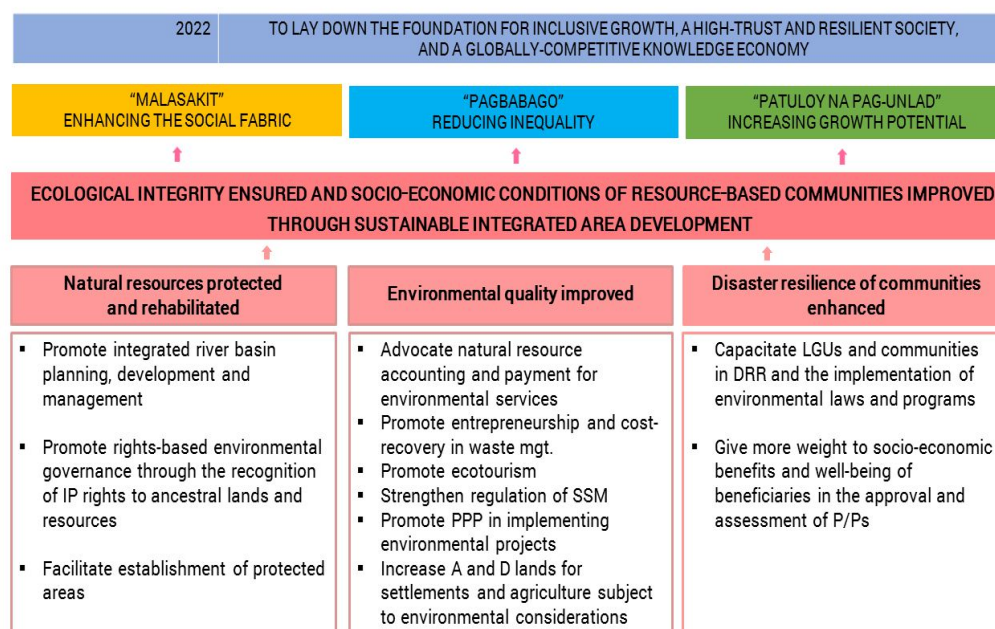 2022
TO LAY DOWN THE FOUNDATION FOR INCLUSIVE GROWTH, A HIGH-TRUST AND RESILIENT SOCIETY,
AND A GLOBALLY-COMPETITIVE KNOWLEDGE ECONOMY
“MALASAKIT”
ENHANCING THE SOCIAL FABRIC
“PAGBABAGO”
REDUCING INEQUALITY
“PATULOY NA PAG-UNLAD”
INCREASING GROWTH POTENTIAL
ECOLOGICAL INTEGRITY ENSURED AND SOCIO-ECONOMIC CONDITIONS OF RESOURCE-BASED COMMUNITIES IMPROVED
THROUGH SUSTAINABLE INTEGRATED AREA DEVELOPMENT
Natural resources protected
and rehabilitated
▪ Promote integrated river basin
planning, development and
management
▪ Promote rights-based environmental
governance through the recognition
of IP rights to ancestral lands and
resources
▪ Facilitate establishment of protected
areas
Environmental quality improved
▪ Advocate natural resource
accounting and payment for
environmental services
▪ Promote entrepreneurship and cost-
recovery in waste mgt.
▪ Promote ecotourism
▪ Strengthen regulation of SSM
▪ Promote PPP in implementing
environmental projects
▪ Increase A and D lands for
settlements and agriculture subject
to environmental considerations
Disaster resilience of communities
enhanced
▪ Capacitate LGUs and communities
in DRR and the implementation of
environmental laws and programs
▪ Give more weight to socio-economic
benefits and well-being of
beneficiaries in the approval and
assessment of P/Ps